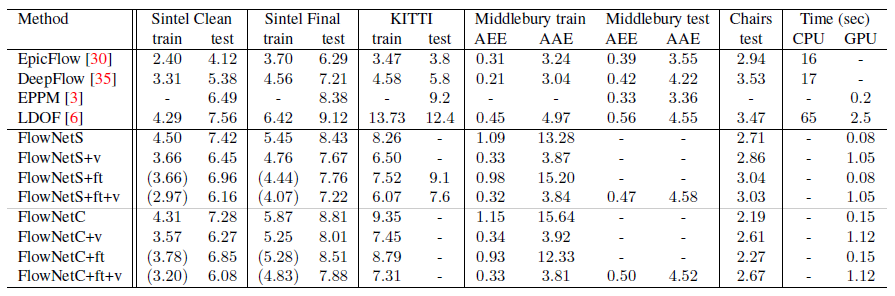 Method Sintel Clean Sintel Final KITTI Middlebury train Middlebury test Chairs Time (sec)
train test train test train test AEE AAE AEE AAE test CPU GPU
EpicFlow [30] 2.40 4.12 3.70 6.29 3.47 3.8 0.31 3.24 0.39 3.55 2.94 16 -
DeepFlow [35] 3.31 5.38 4.56 7.21 4.58 5.8 0.21 3.04 0.42 4.22 3.53 17 -
EPPM [3] - 6.49 - 8.38 - 9.2 - - 0.33 3.36 - - 0.2
LDOF [6] 4.29 7.56 6.42 9.12 13.73 12.4 0.45 4.97 0.56 4.55 3.47 65 2.5
FlowNetS 4.50 7.42 5.45 8.43 8.26 - 1.09 13.28 - - 2.71 - 0.08
FlowNetS+v 3.66 6.45 4.76 7.67 6.50 - 0.33 3.87 - - 2.86 - 1.05
FlowNetS+ft (3.66) 6.96 (4.44) 7.76 7.52 9.1 0.98 15.20 - - 3.04 - 0.08
FlowNetS+ft+v (2.97) 6.16 (4.07) 7.22 6.07 7.6 0.32 3.84 0.47 4.58 3.03 - 1.05
FlowNetC 4.31 7.28 5.87 8.81 9.35 - 1.15 15.64 - - 2.19 - 0.15
FlowNetC+v 3.57 6.27 5.25 8.01 7.45 - 0.34 3.92 - - 2.61 - 1.12
FlowNetC+ft (3.78) 6.85 (5.28) 8.51 8.79 - 0.93 12.33 - - 2.27 - 0.15
FlowNetC+ft+v (3.20) 6.08 (4.83) 7.88 7.31 - 0.33 3.81 0.50 4.52 2.67 - 1.12